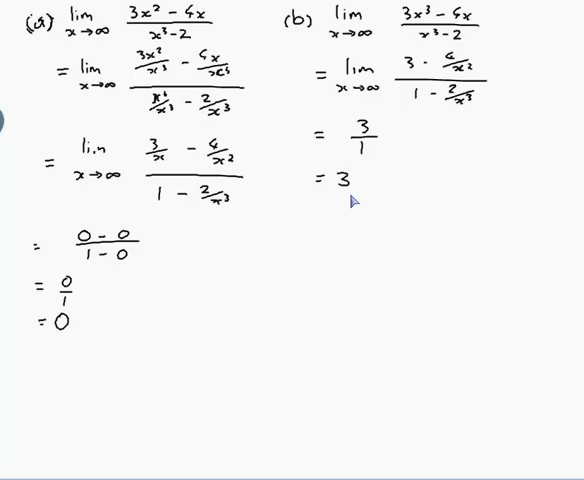 (a) lim x→∞ (3x² - 4x)/(x³-2)
= lim x→∞ (3x²/x³ - 4x/x³)/(x³/x³ - 2/x³)
= lim x→∞ (3/x - 4/x²)/(1 - 2/x³)
= (0 - 0)/(1 - 0)
= 0/1
= 0
(b) lim x→∞ (3x³ - 4x)/(x³-2)
= lim x→∞ (3 - 4/x²)/(1 - 2/x³)
= 3/1
= 3